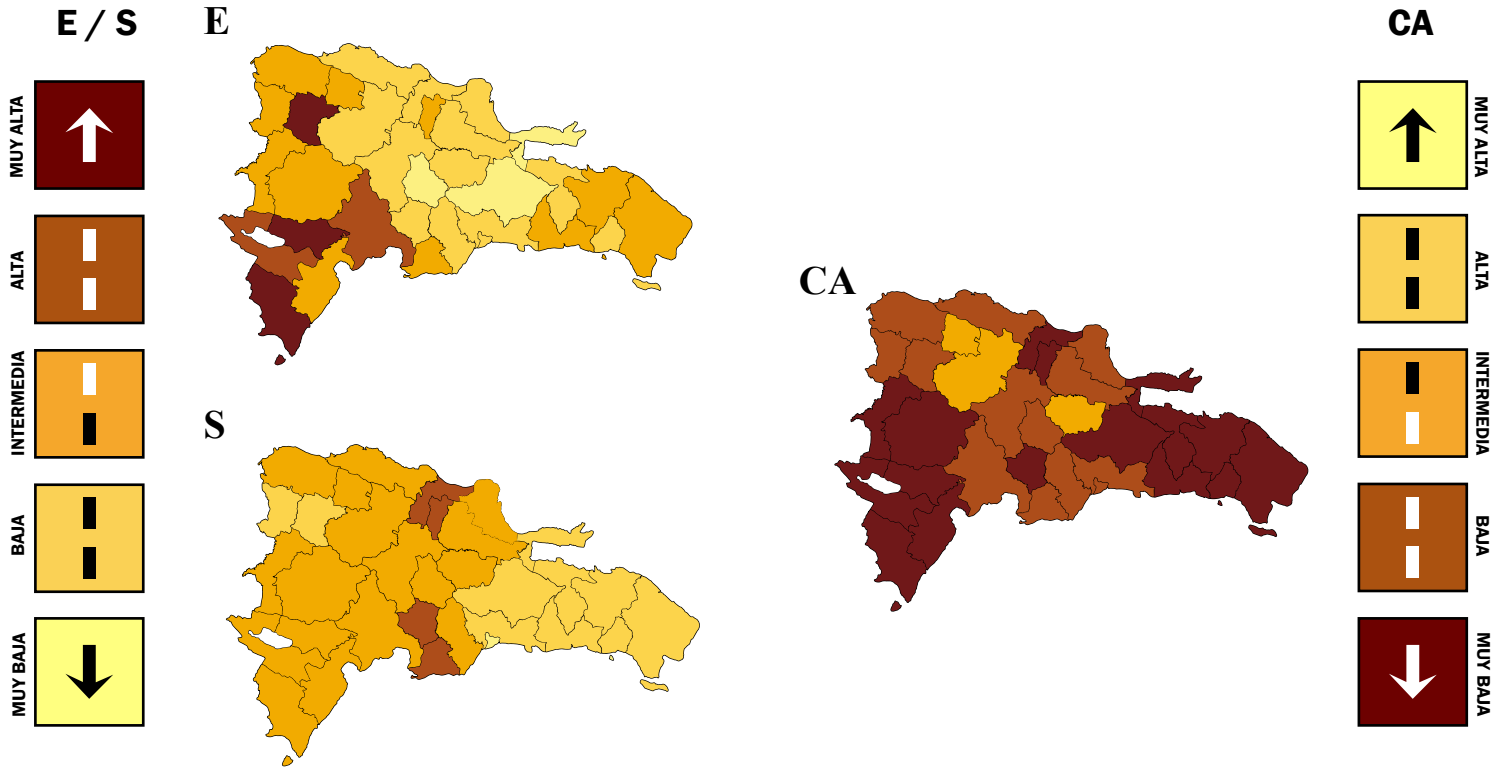 E / S
MUY ALTA
ALTA
INTERMEDIA
BAJA
MUY BAJA
E
S
CA
CA
MUY ALTA
ALTA
INTERMEDIA
BAJA
MUY BAJA